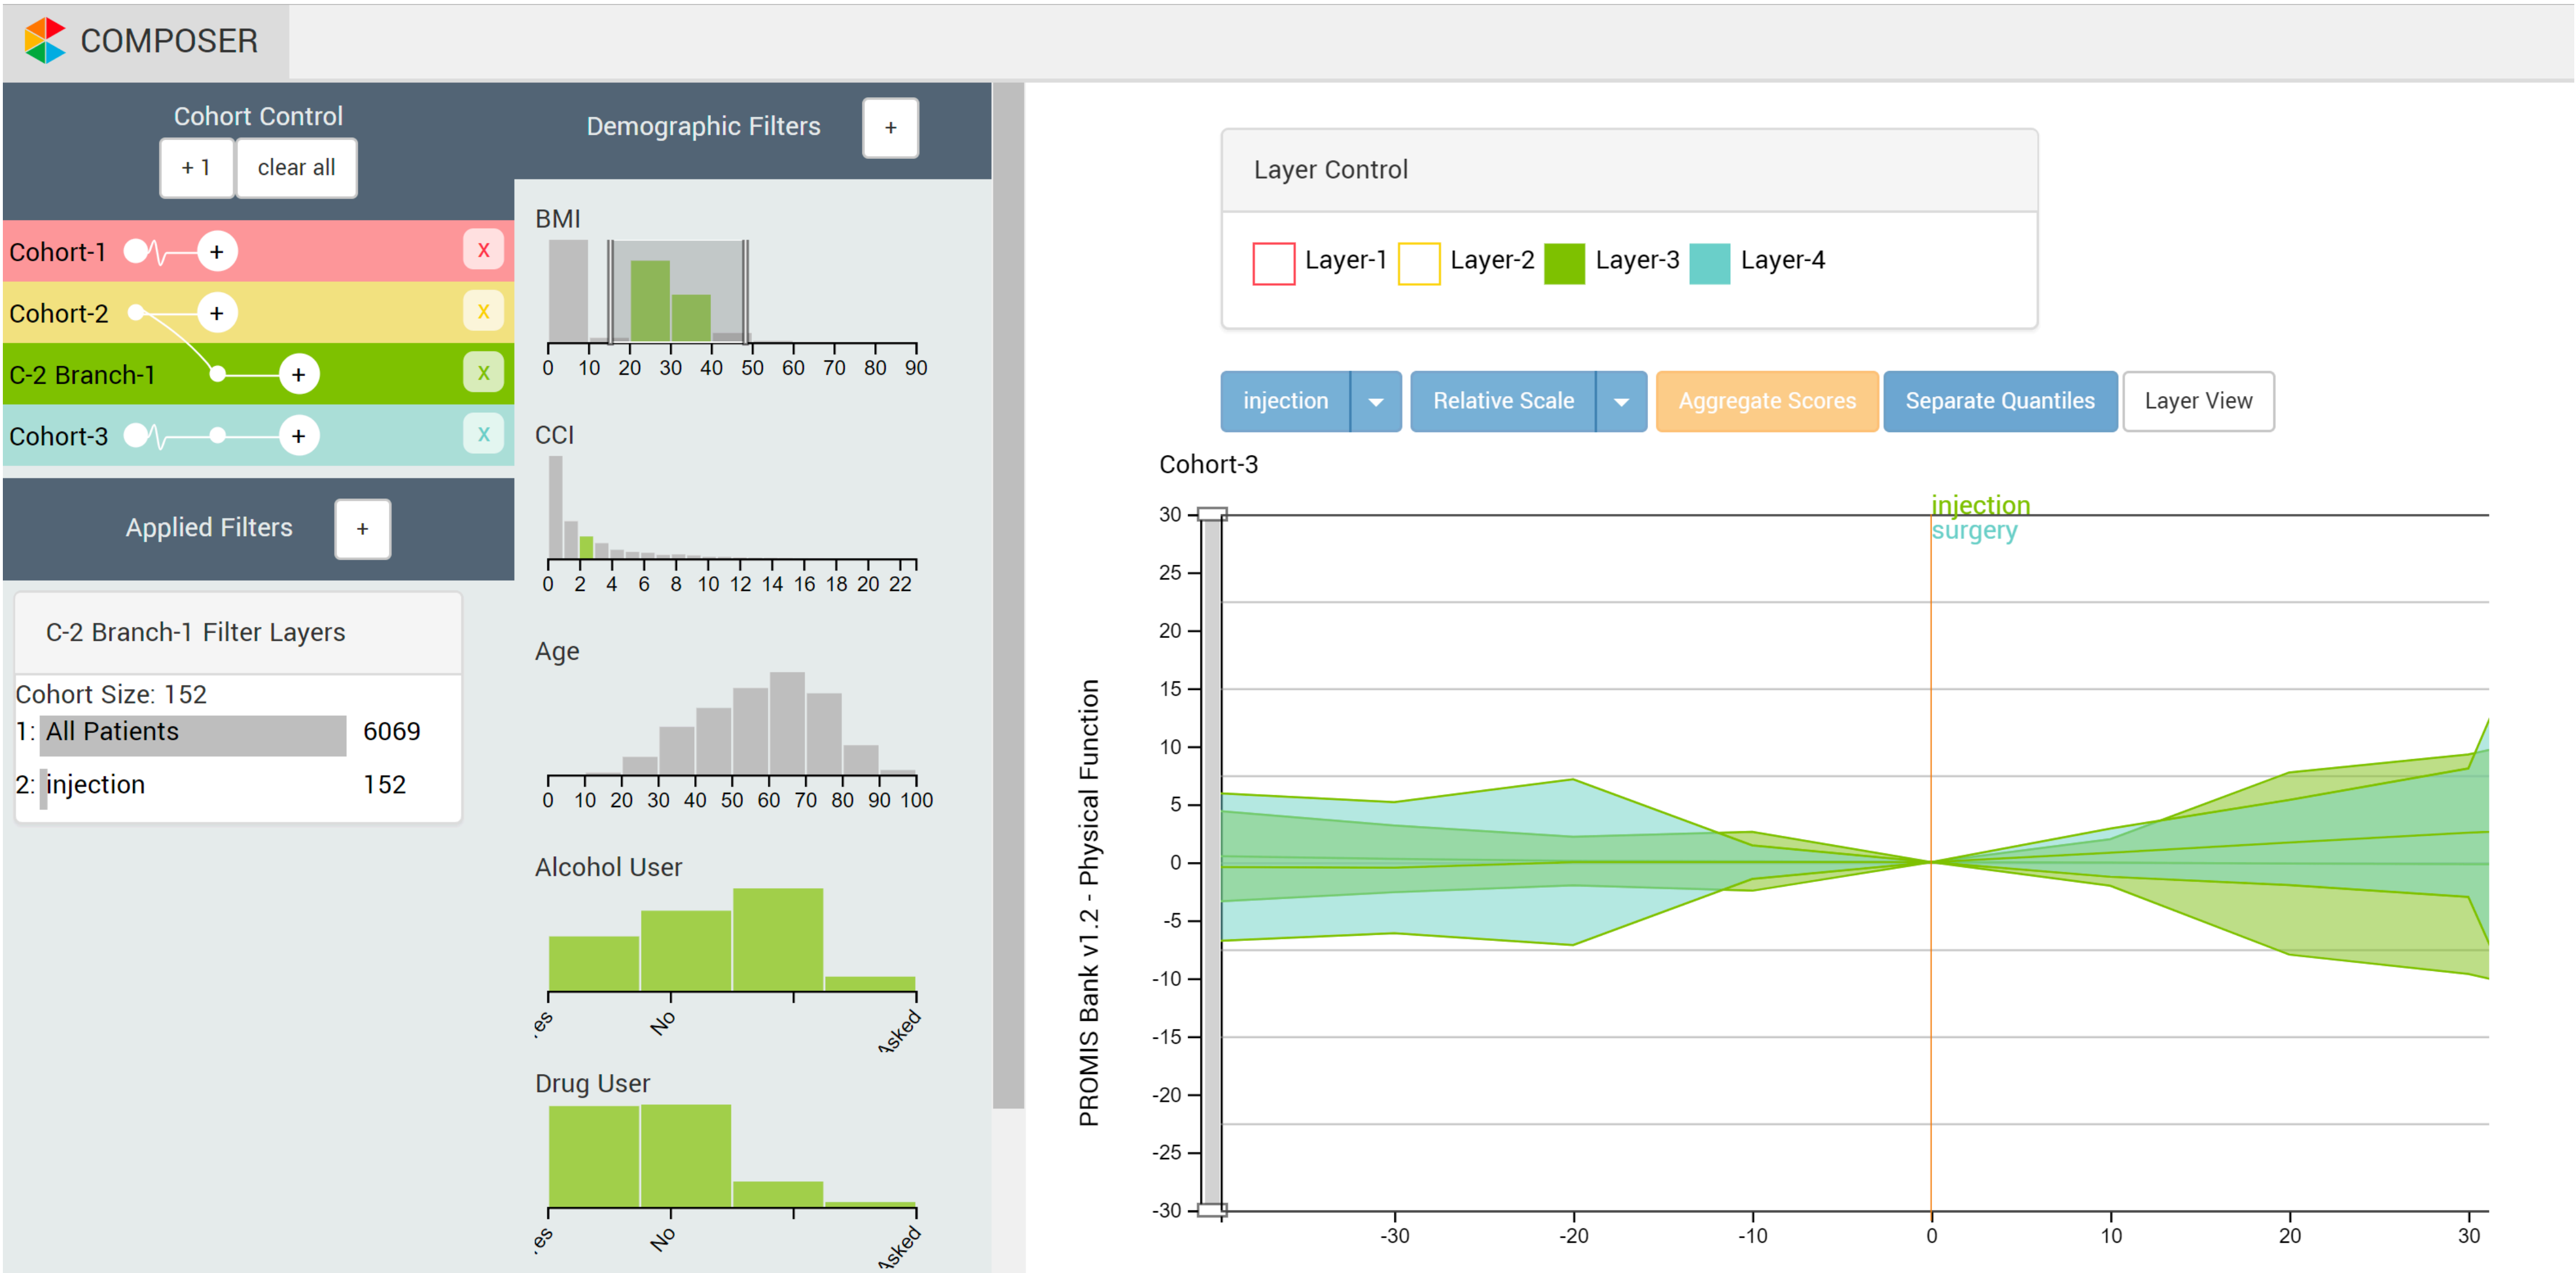 COMPOSER
Cohort Control
+ 1
clear all
Cohort-1 + X
Cohort-2 + X
C-2 Branch-1 + X
Cohort-3 + X
Applied Filters +
C-2 Branch-1 Filter Layers
Cohort Size: 152
1: All Patients 6069
2: injection 152
Demographic Filters +
BMI
0 10 20 30 40 50 60 70 80 90
CCI
0 2 4 6 8 10 12 14 16 18 20 22
Age
0 10 20 30 40 50 60 70 80 90 100
Alcohol User
No
Asked
Drug User
No
Asked
Layer Control
Layer-1 Layer-2 Layer-3 Layer-4
injection Relative Scale Aggregate Scores Separate Quantiles Layer View
Cohort-3
injection
surgery
PROMIS Bank v1.2 - Physical Function
30
25
20
15
10
5
0
-5
-10
-15
-20
-25
-30
-30 -20 -10 0 10 20 30